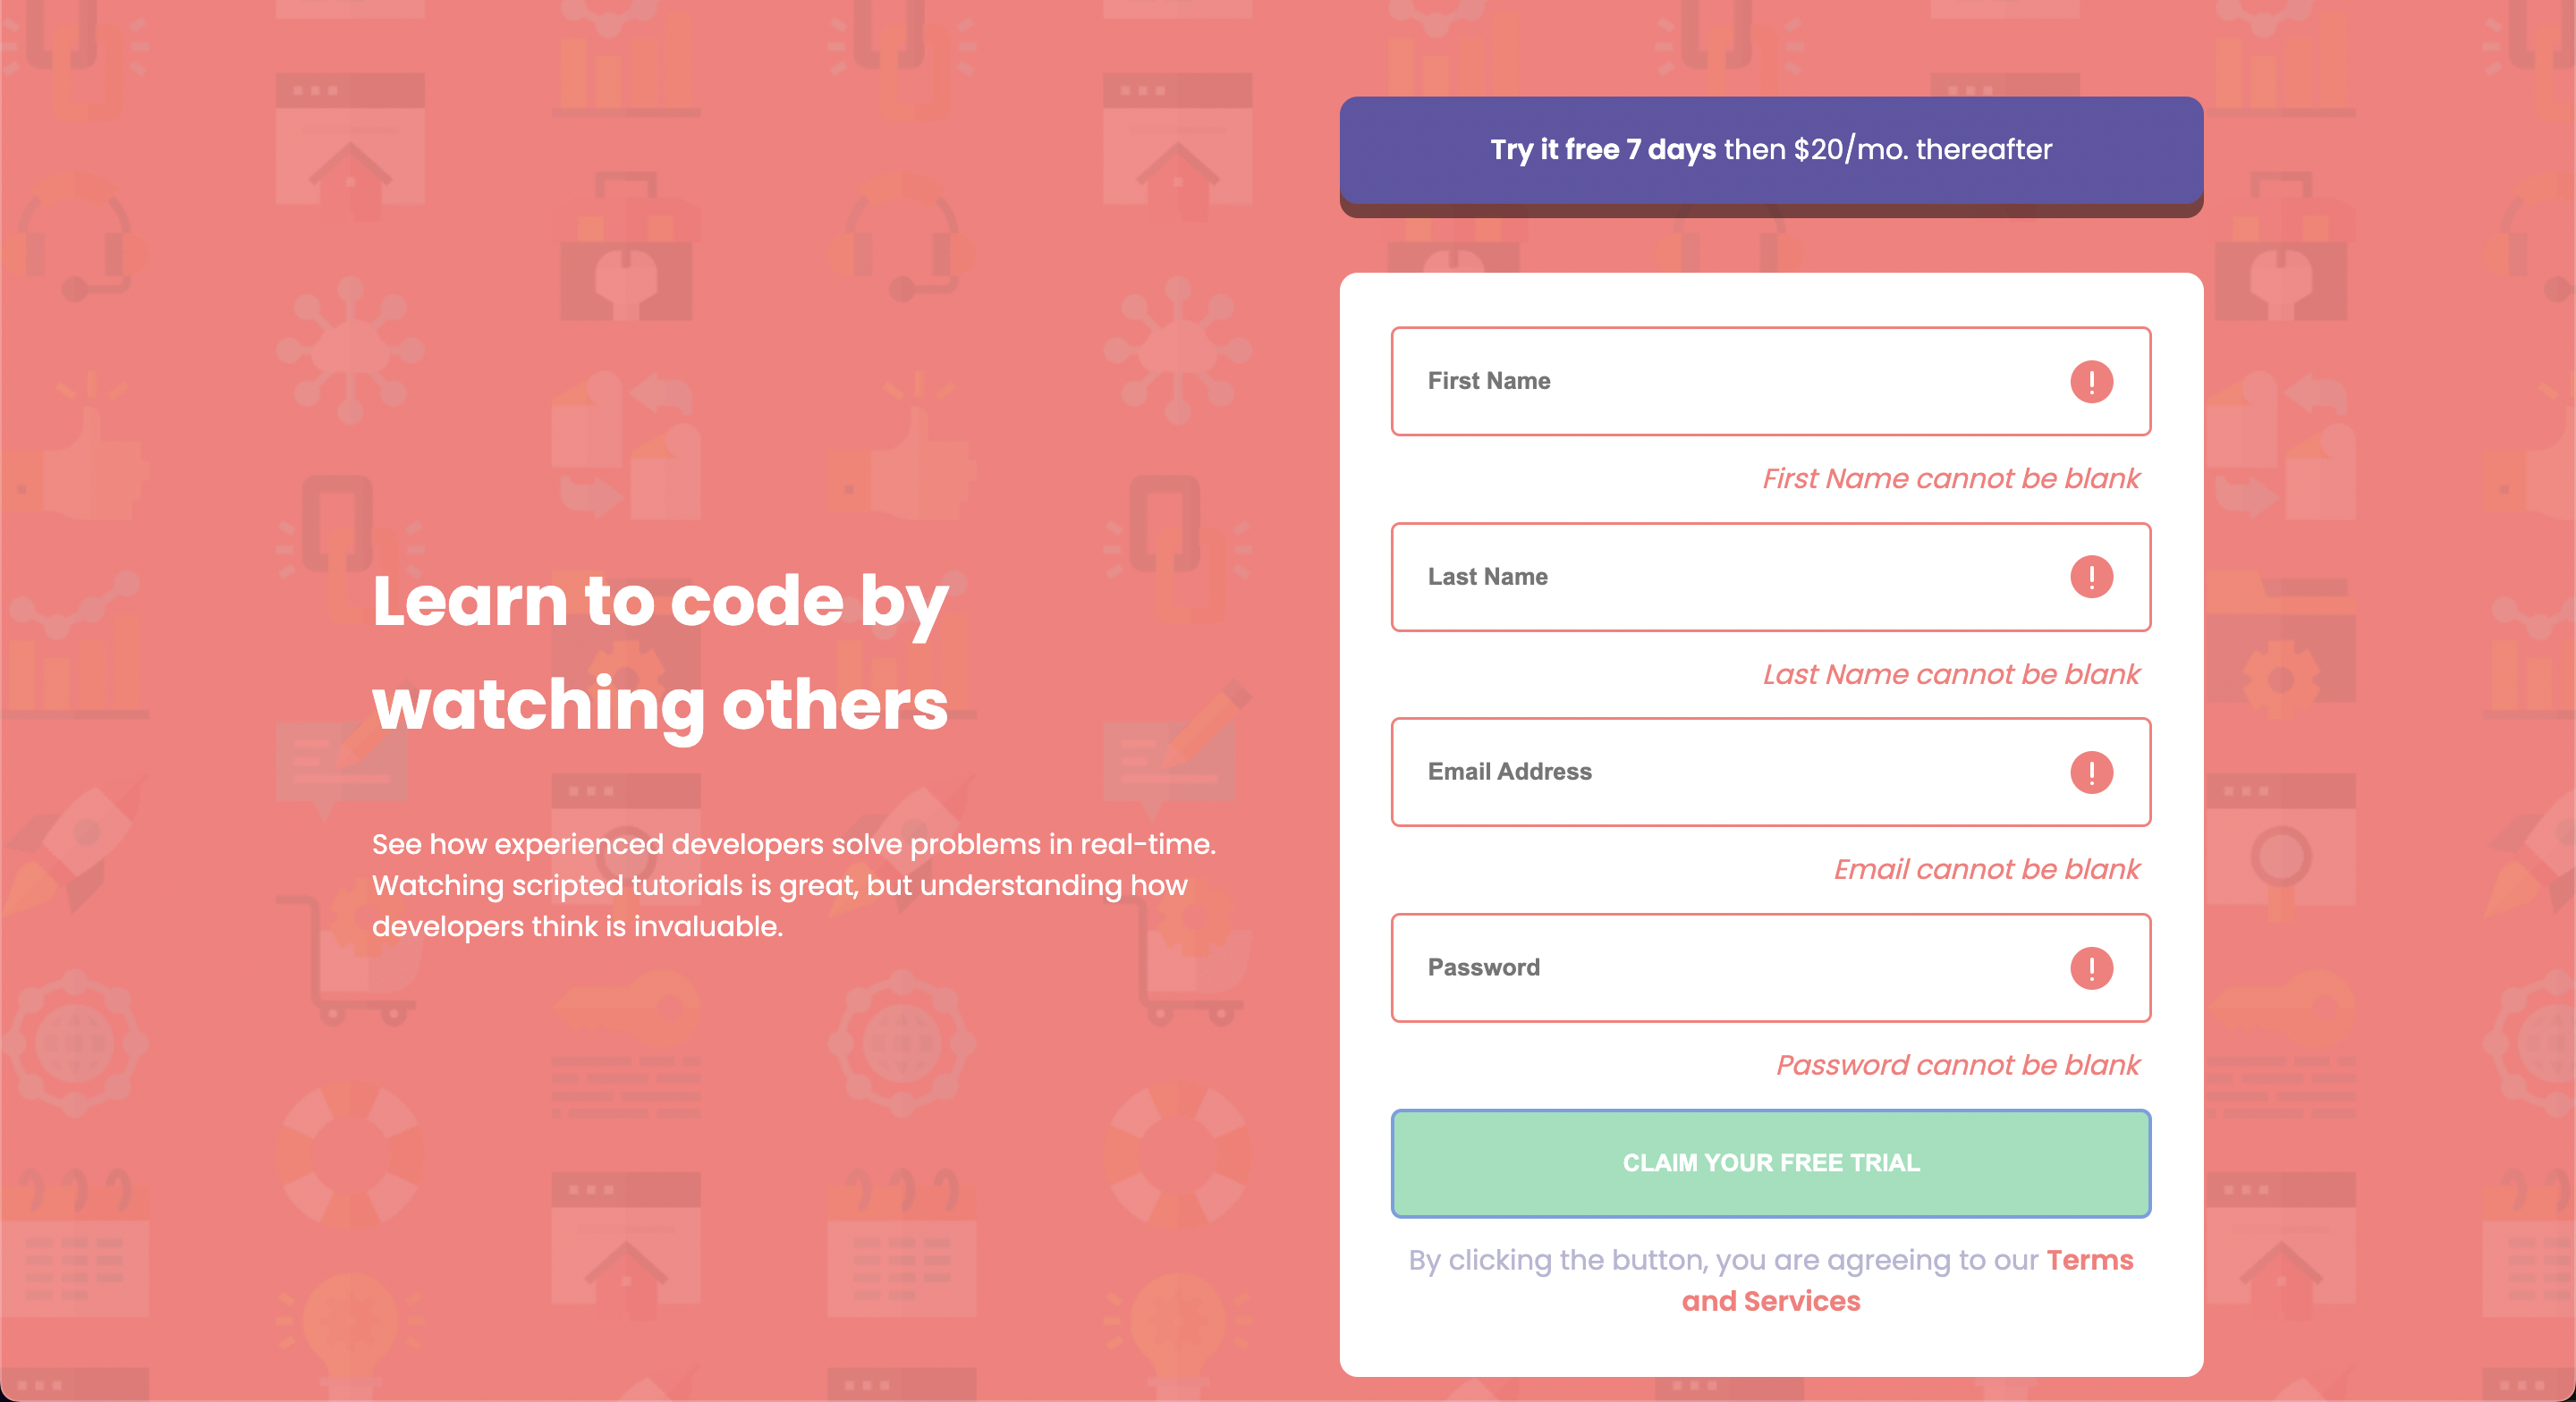 Learn to code by
watching others
See how experienced developers solve problems in real-time.
Watching scripted tutorials is great, but understanding how
developers think is invaluable.
Try it free 7 days then $20/mo. thereafter
First Name
First Name cannot be blank
Last Name
Last Name cannot be blank
Email Address
Email cannot be blank
Password
Password cannot be blank
CLAIM YOUR FREE TRIAL
By clicking the button, you are agreeing to our Terms
and Services